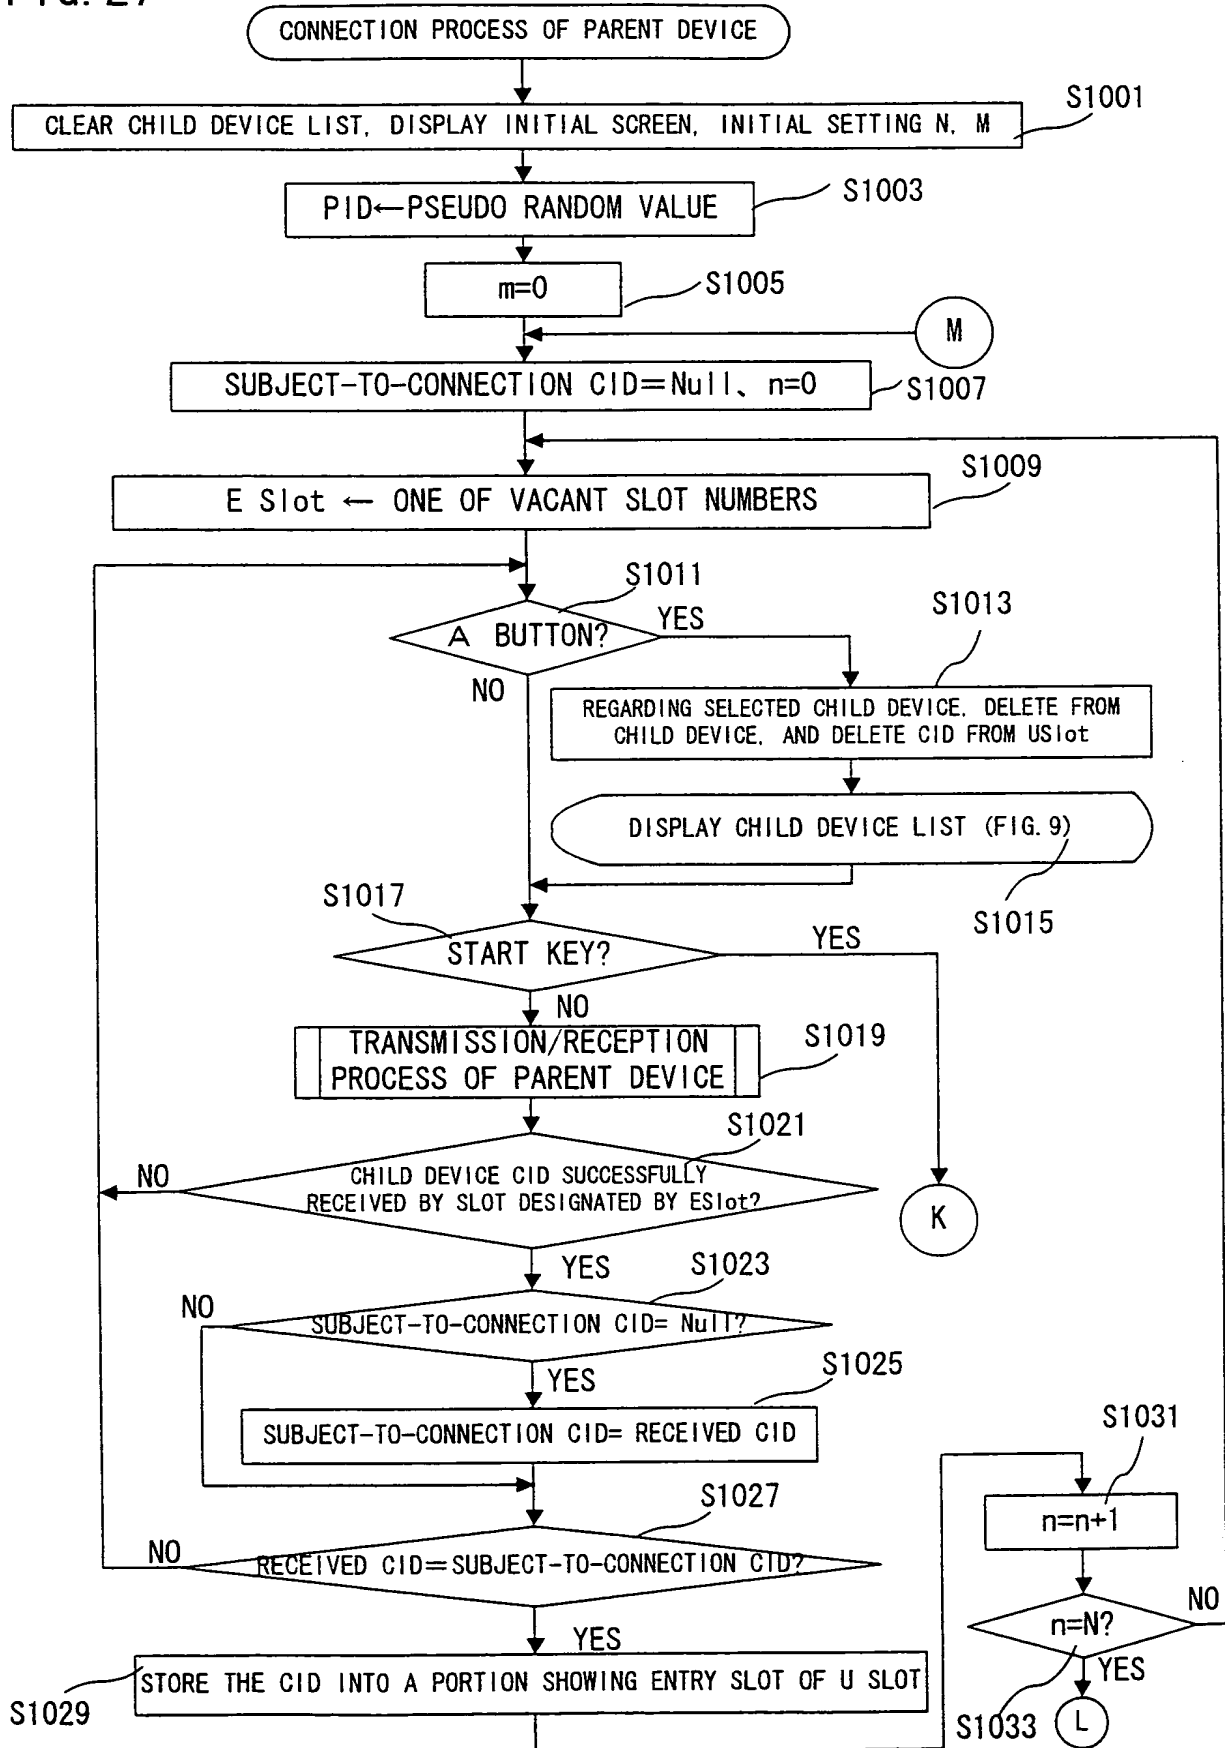 FIG. 27
CONNECTION PROCESS OF PARENT DEVICE
S1001
CLEAR CHILD DEVICE LIST, DISPLAY INITIAL SCREEN, INITIAL SETTING N, M
S1003
PID←PSEUDO RANDOM VALUE
S1005
m=0
M
SUBJECT-TO-CONNECTION CID=Null、n=0
S1007
S1009
E Slot ← ONE OF VACANT SLOT NUMBERS
S1011
A BUTTON?
YES
NO
S1013
REGARDING SELECTED CHILD DEVICE, DELETE FROM
CHILD DEVICE, AND DELETE CID FROM USlot
DISPLAY CHILD DEVICE LIST (FIG. 9)
S1015
S1017
START KEY?
YES
NO
TRANSMISSION/RECEPTION
PROCESS OF PARENT DEVICE
S1019
S1021
CHILD DEVICE CID SUCCESSFULLY
RECEIVED BY SLOT DESIGNATED BY ESlot?
NO
K
YES
S1023
NO
SUBJECT-TO-CONNECTION CID= Null?
YES
S1025
SUBJECT-TO-CONNECTION CID= RECEIVED CID
S1027
NO
RECEIVED CID=SUBJECT-TO-CONNECTION CID?
YES
STORE THE CID INTO A PORTION SHOWING ENTRY SLOT OF U SLOT
S1029
S1031
n=n+1
n=N?
NO
YES
S1033
L